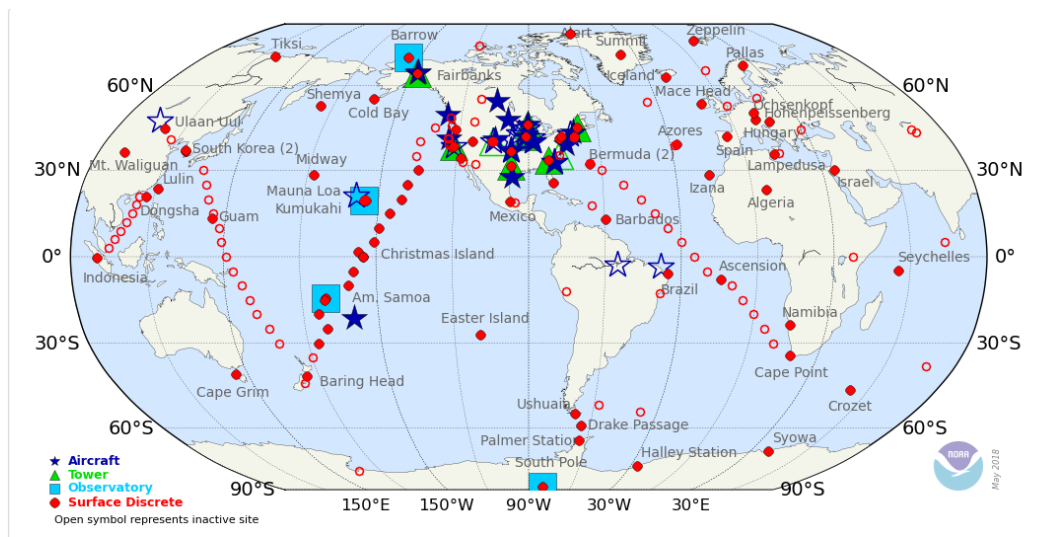 Zeppelin
Barrow
Alert
Summit
Tiksi
Pallas
60°N
Fairbanks
Iceland
60°N
Shemya
Mace Head
Cold Bay
Ochsenkopf
Ulaan Uul
Hohenpeissenberg
Azores
Hungary
South Korea (2)
Spain
Mt. Waliguan
Midway
Bermuda (2)
Lampedusa
30°N
Lulin
Mauna Loa
Izana
Israel
30°N
Kumukahi
Algeria
Dongsha
Guam
Mexico
Barbados
0°
Christmas Island
Seychelles
0°
Indonesia
Ascension
Am. Samoa
Brazil
Easter Island
Namibia
30°S
30°S
Cape Point
Baring Head
Cape Grim
Ushuaia
Crozet
60°S
Drake Passage
60°S
Palmer Station
Syowa
Halley Station
South Pole
Aircraft
Tower
Observatory
Surface Discrete
Open symbol represents inactive site
90°S
90°S
150°E
150°W
90°W
30°W
30°E
NOAA
May 2018